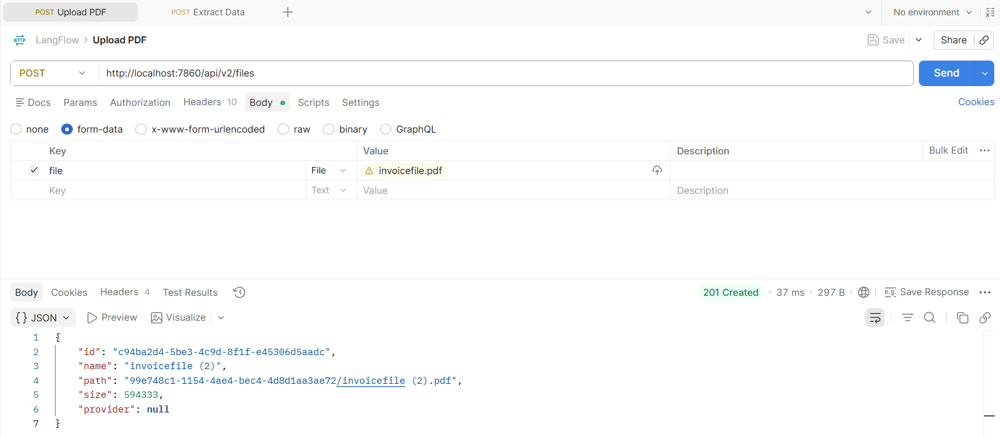 POST Upload PDF
POST Extract Data
No environment
HTTP LangFlow > Upload PDF
Save
Share
POST
http://localhost:7860/api/v2/files
Send
Docs Params Authorization Headers 10 Body Scripts Settings
Cookies
none form-data x-www-form-urlencoded raw binary GraphQL
Key Value Description Bulk Edit
file File invoicefile.pdf
Key Text Value Description
Body Cookies Headers 4 Test Results
201 Created • 37 ms • 297 B • e.g. Save Response
{} JSON Preview Visualize
1 {
2 "id": "c94ba2d4-5be3-4c9d-8f1f-e45306d5aadc",
3 "name": "invoicefile (2)",
4 "path": "99e748c1-1154-4ae4-bec4-4d8d1aa3ae72/invoicefile (2).pdf",
5 "size": 594333,
6 "provider": null
7 }